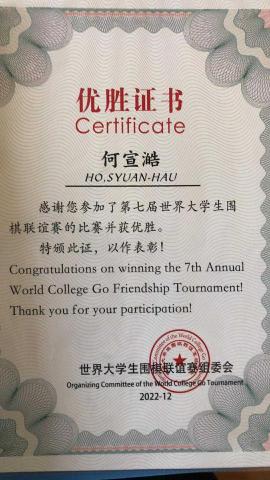 优胜证书
Certificate
何宣澔
HO.SYUAN-HAU
感谢您参加了第七届世界大学生围
棋联谊赛的比赛并获优胜。
特颁此证，以作表彰！
Congratulations on winning the 7th Annual
World College Go Friendship Tournament!
Thank you for your participation!
世界大学生围棋联谊赛组委会
Organizing Committee of the World College Go Tournament
2022-12